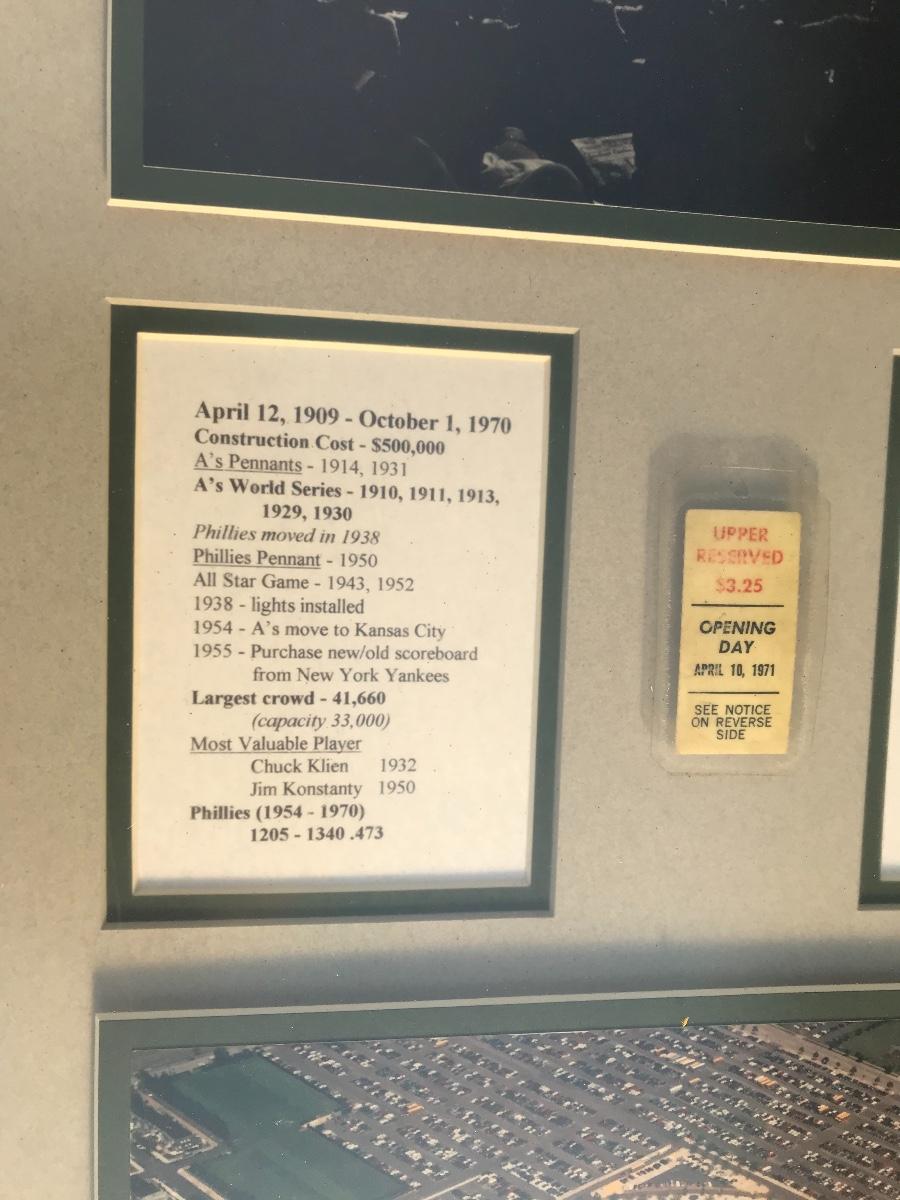 April 12, 1909 - October 1, 1970
Construction Cost - $500,000
A's Pennants - 1914, 1931
A's World Series - 1910, 1911, 1913,
1929, 1930
Phillies moved in 1938
Phillies Pennant - 1950
All Star Game - 1943, 1952
1938 - lights installed
1954 - A's move to Kansas City
1955 - Purchase new/old scoreboard
from New York Yankees
Largest crowd - 41,660
(capacity 33,000)
Most Valuable Player
Chuck Klien 1932
Jim Konstanty 1950
Phillies (1954 - 1970)
1205 - 1340 .473
UPPER
RESERVED
$3.25
OPENING
DAY
APRIL 10, 1971
SEE NOTICE
ON REVERSE
SIDE